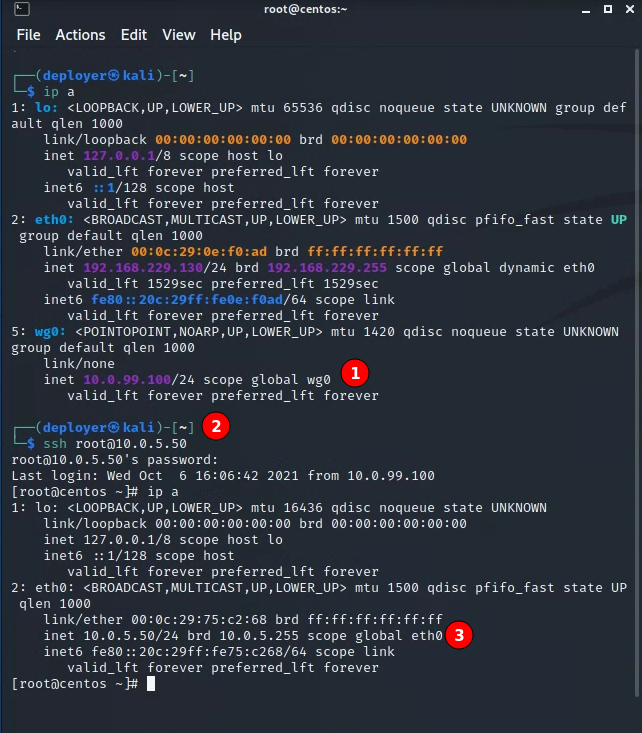 root@centos:~
File Actions Edit View Help
┌──(deployer㉿kali)-[~]
└─$ ip a
1: lo: <LOOPBACK,UP,LOWER_UP> mtu 65536 qdisc noqueue state UNKNOWN group def
ault qlen 1000
link/loopback 00:00:00:00:00:00 brd 00:00:00:00:00:00
inet 127.0.0.1/8 scope host lo
valid_lft forever preferred_lft forever
inet6 ::1/128 scope host
valid_lft forever preferred_lft forever
2: eth0: <BROADCAST,MULTICAST,UP,LOWER_UP> mtu 1500 qdisc pfifo_fast state UP
group default qlen 1000
link/ether 00:0c:29:0e:f0:ad brd ff:ff:ff:ff:ff:ff
inet 192.168.229.130/24 brd 192.168.229.255 scope global dynamic eth0
valid_lft 1529sec preferred_lft 1529sec
inet6 fe80::20c:29ff:fe0e:f0ad/64 scope link
valid_lft forever preferred_lft forever
5: wg0: <POINTOPOINT,NOARP,UP,LOWER_UP> mtu 1420 qdisc noqueue state UNKNOWN
group default qlen 1000
link/none
inet 10.0.99.100/24 scope global wg0 1
valid_lft forever preferred_lft forever
┌──(deployer㉿kali)-[~] 2
└─$ ssh root@10.0.5.50
root@10.0.5.50's password:
Last login: Wed Oct  6 16:06:42 2021 from 10.0.99.100
[root@centos ~]# ip a
1: lo: <LOOPBACK,UP,LOWER_UP> mtu 16436 qdisc noqueue state UNKNOWN
link/loopback 00:00:00:00:00:00 brd 00:00:00:00:00:00
inet 127.0.0.1/8 scope host lo
inet6 ::1/128 scope host
valid_lft forever preferred_lft forever
2: eth0: <BROADCAST,MULTICAST,UP,LOWER_UP> mtu 1500 qdisc pfifo_fast state UP
qlen 1000
link/ether 00:0c:29:75:c2:68 brd ff:ff:ff:ff:ff:ff
inet 10.0.5.50/24 brd 10.0.5.255 scope global eth0 3
inet6 fe80::20c:29ff:fe75:c268/64 scope link
valid_lft forever preferred_lft forever
[root@centos ~]#